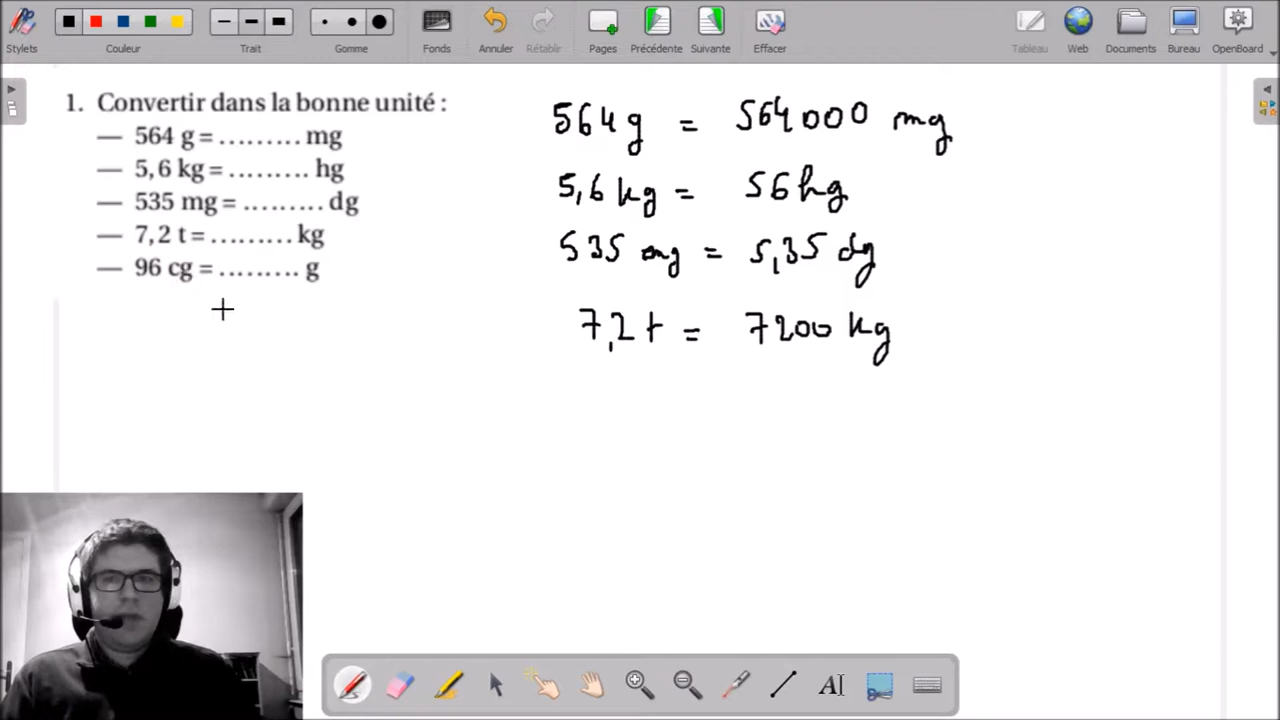 Stylets Couleur Trait Gomme Fonds Annuler Rétablir Pages Précédente Suivante Effacer Tableau Web Documents Bureau OpenBoard
1. Convertir dans la bonne unité :
— 564 g = ......... mg
— 5,6 kg = ......... hg
— 535 mg = ......... dg
— 7,2 t = ......... kg
— 96 cg = ......... g
564 g = 564000 mg
5,6 kg = 56 hg
535 mg = 5,35 dg
7,2 t = 7200 kg
AI